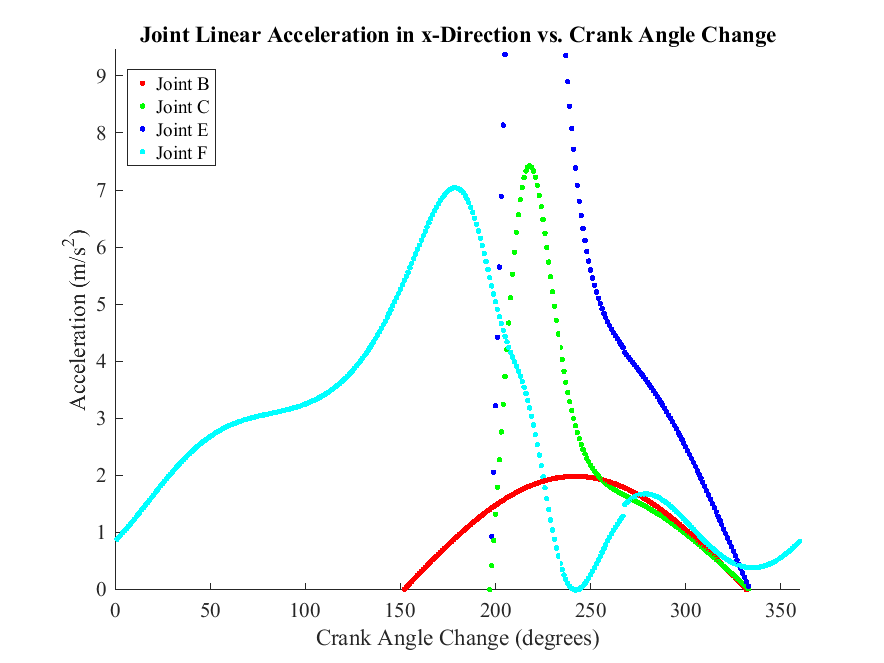 Joint Linear Acceleration in x-Direction vs. Crank Angle Change
9
8
7
6
5
4
3
2
1
0
Joint B
Joint C
Joint E
Joint F
Acceleration (m/s²)
0 50 100 150 200 250 300 350
Crank Angle Change (degrees)